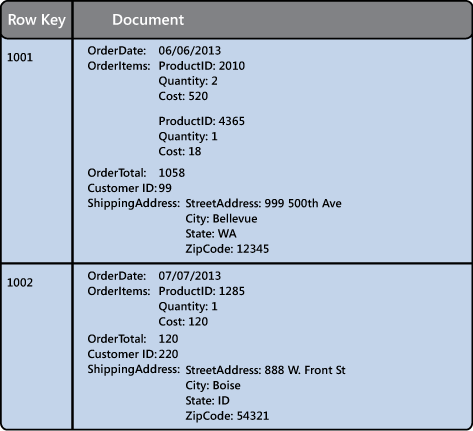 Row Key Document
1001
OrderDate: 06/06/2013
OrderItems: ProductID: 2010
Quantity: 2
Cost: 520
ProductID: 4365
Quantity: 1
Cost: 18
OrderTotal: 1058
Customer ID: 99
ShippingAddress: StreetAddress: 999 500th Ave
City: Bellevue
State: WA
ZipCode: 12345
1002
OrderDate: 07/07/2013
OrderItems: ProductID: 1285
Quantity: 1
Cost: 120
OrderTotal: 120
Customer ID: 220
ShippingAddress: StreetAddress: 888 W. Front St
City: Boise
State: ID
ZipCode: 54321